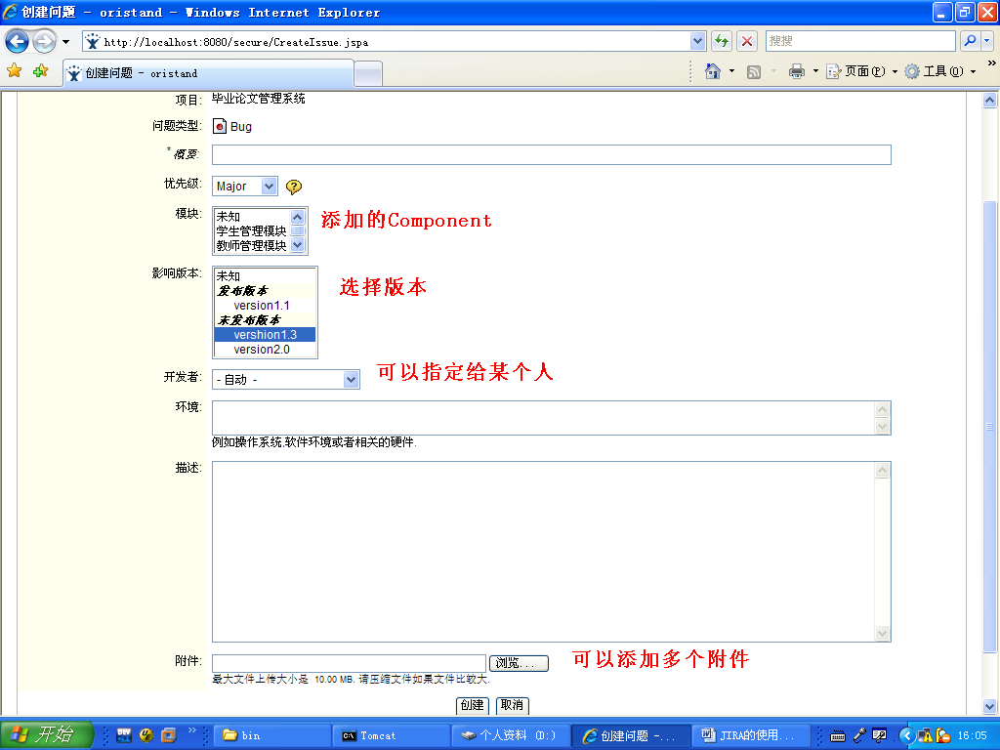 创建问题 - oristand - Windows Internet Explorer
http://localhost:8080/secure/CreateIssue.jspa
搜搜
创建问题 - oristand
页面(P)
工具(O)
项目: 毕业论文管理系统
问题类型: Bug
* 概要:
优先级: Major
模块: 未知
学生管理模块
教师管理模块
添加的Component
影响版本: 未知
发布版本
version1.1
未发布版本
vershion1.3
version2.0
选择版本
开发者: - 自动 -
可以指定给某个人
环境:
例如操作系统,软件环境或者相关的硬件.
描述:
附件: 浏览...
可以添加多个附件
最大文件上传大小是 10.00 MB. 请压缩文件如果文件比较大.
创建 取消
开始
bin
Tomcat
个人资料 (D:)
创建问题 -...
JIRA的使用...
16:05